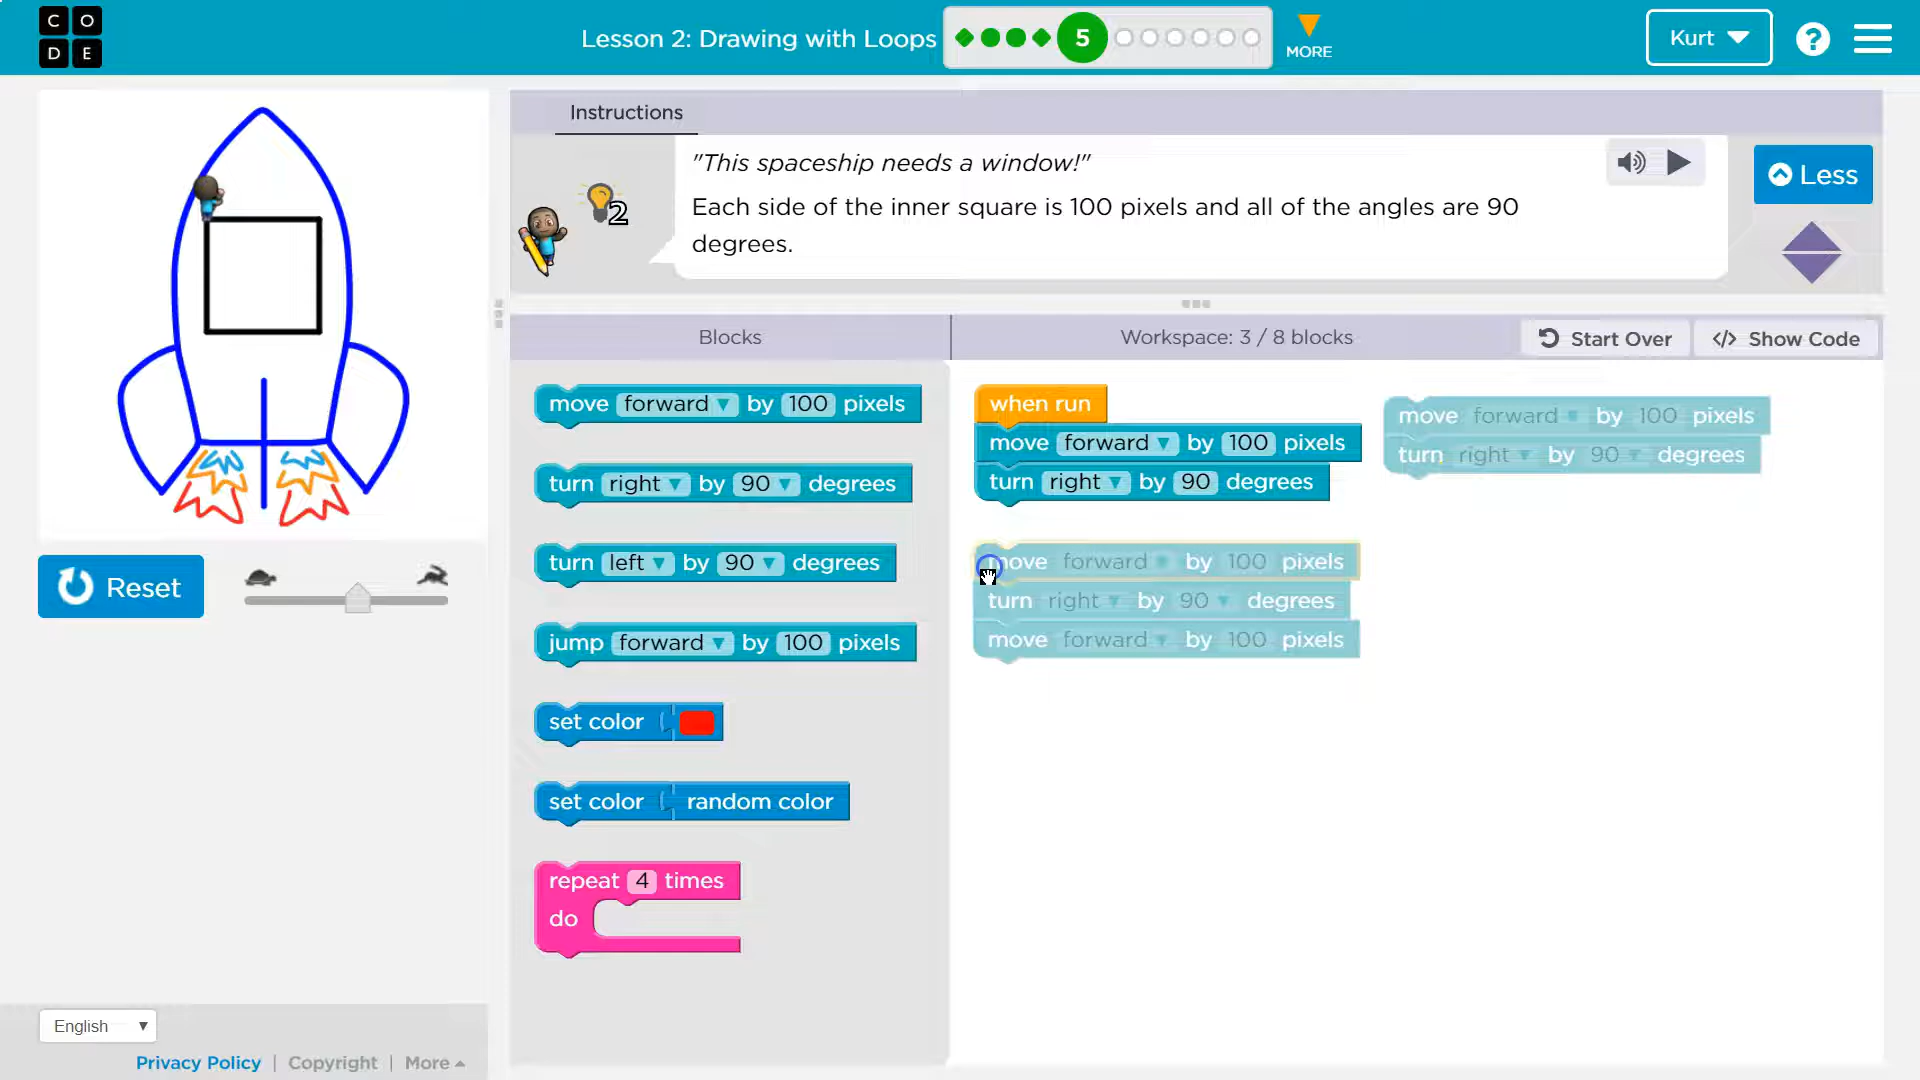 C O
D E
Lesson 2: Drawing with Loops
5
MORE
Kurt
?
Instructions
"This spaceship needs a window!"
2
Each side of the inner square is 100 pixels and all of the angles are 90
degrees.
Less
Blocks
Workspace: 3 / 8 blocks
Start Over
</> Show Code
move forward by 100 pixels
turn right by 90 degrees
turn left by 90 degrees
jump forward by 100 pixels
set color
set color random color
repeat 4 times
do
when run
move forward by 100 pixels
turn right by 90 degrees
move forward by 100 pixels
turn right by 90 degrees
move forward by 100 pixels
turn right by 90 degrees
move forward by 100 pixels
Reset
English
Privacy Policy | Copyright | More